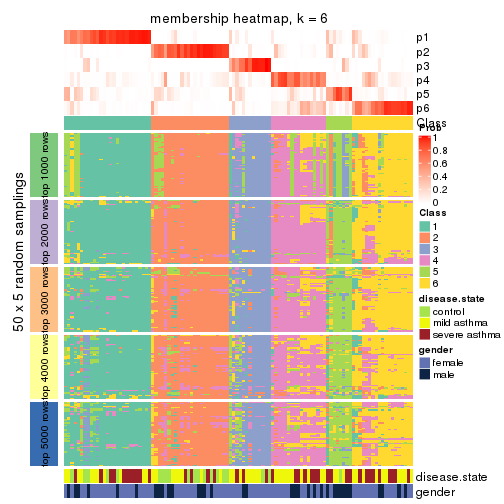 membership heatmap, k = 6
p1
p2
p3
p4
p5
p6
Class
Prob
1
0.8
0.6
0.4
0.2
0
Class
1
2
3
4
5
6
disease.state
control
mild asthma
severe asthma
gender
female
male
50 x 5 random samplings
top 1000 rows
top 2000 rows
top 3000 rows
top 4000 rows
top 5000 rows
disease.state
gender